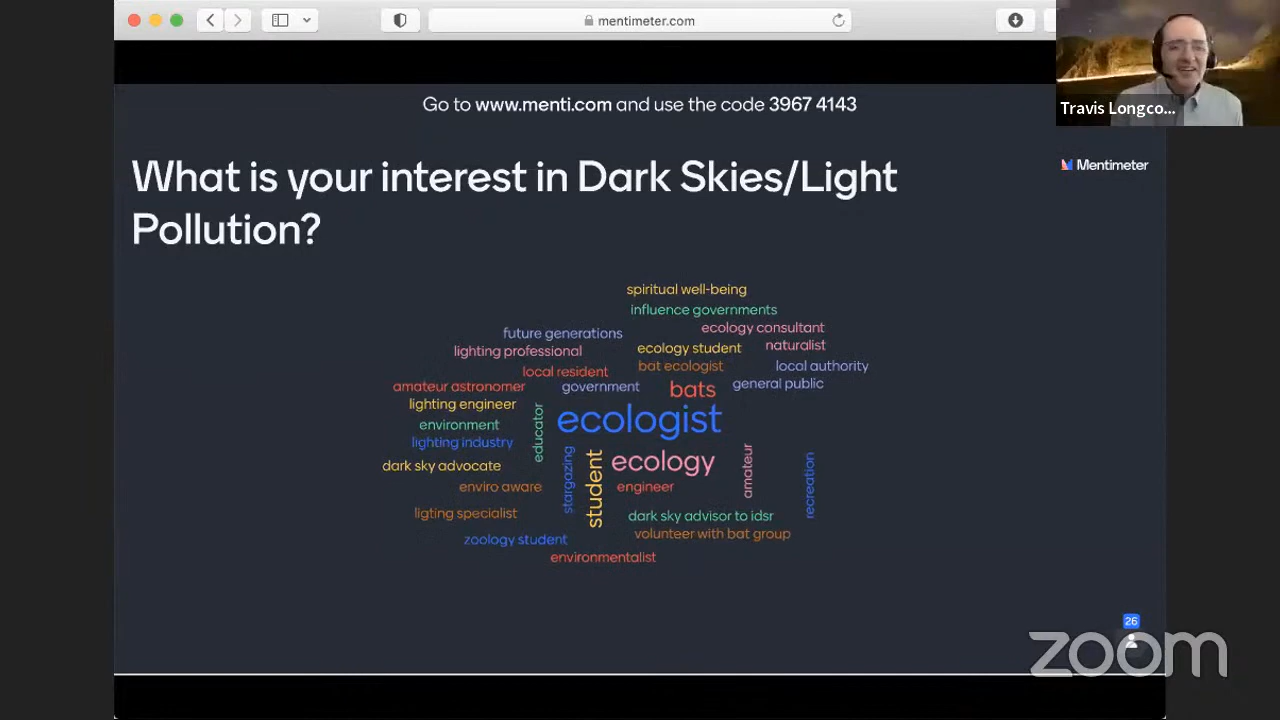 mentimeter.com
Go to www.menti.com and use the code 3967 4143
Travis Longco...
Mentimeter
What is your interest in Dark Skies/Light
Pollution?
spiritual well-being
influence governments
ecology consultant
future generations
naturalist
ecology student
lighting professional
bat ecologist
local authority
local resident
general public
amateur astronomer
government
bats
lighting engineer
ecologist
environment
educator
lighting industry
ecology
dark sky advocate
stargazing
student
amateur
recreation
enviro aware
engineer
ligting specialist
dark sky advisor to idsr
volunteer with bat group
zoology student
environmentalist
26
zoom